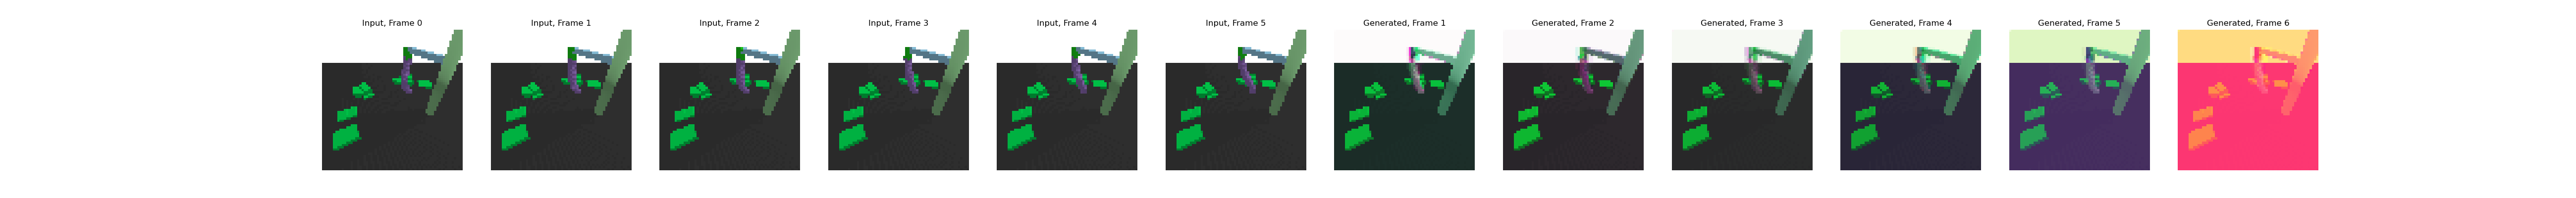 Input, Frame 0
Input, Frame 1
Input, Frame 2
Input, Frame 3
Input, Frame 4
Input, Frame 5
Generated, Frame 1
Generated, Frame 2
Generated, Frame 3
Generated, Frame 4
Generated, Frame 5
Generated, Frame 6